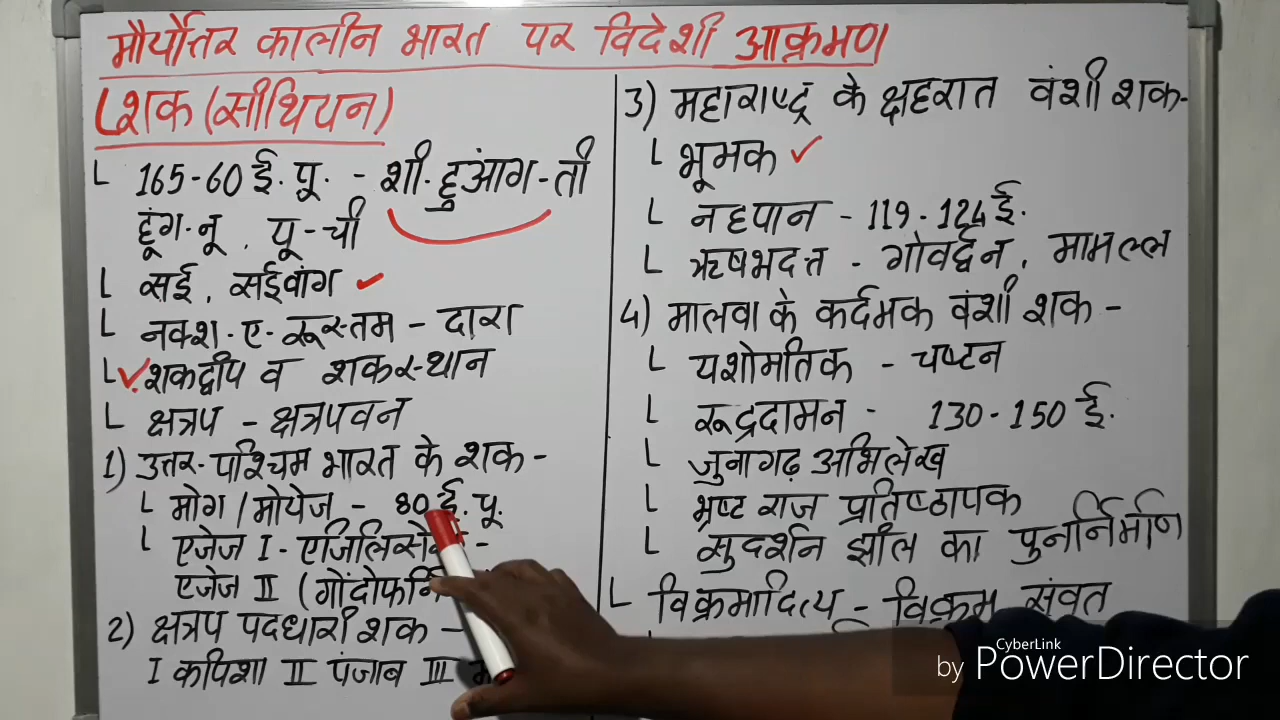 मौर्योत्तर कालीन भारत पर विदेशी आक्रमण
शक (सीथियन)
165-60 ई. पू. - शी. हुआंग - ती
हूंग-नू, यू-ची
सई, सईवांग
नक्श-ए-रूस्तम - दारा
शकद्वीप व शकस्थान
क्षत्रप - क्षत्रपवन
1) उत्तर-पश्चिम भारत के शक -
मोग/मोयेज - 80 ई. पू.
एजेज I - 
एजेज II
2) क्षत्रप पदधारी शक -
I कपिशा II पंजाब III
3) महाराष्ट्र के क्षहरात वंशी शक-
भूमक
नहपान - 119-124 ई.
ऋषभदत्त - गोवर्द्धन, मामल्ल
4) मालवा के कर्दमक वंशी शक -
यशोमतिक - चष्टन
रूद्रदामन - 130-150 ई.
जुनागढ़ अभिलेख
भ्रष्ट राज प्रतिष्ठापक
सुदर्शन झील का पुनर्निर्माण
विक्रमादित्य - विक्रम संवत
CyberLink
by PowerDirector